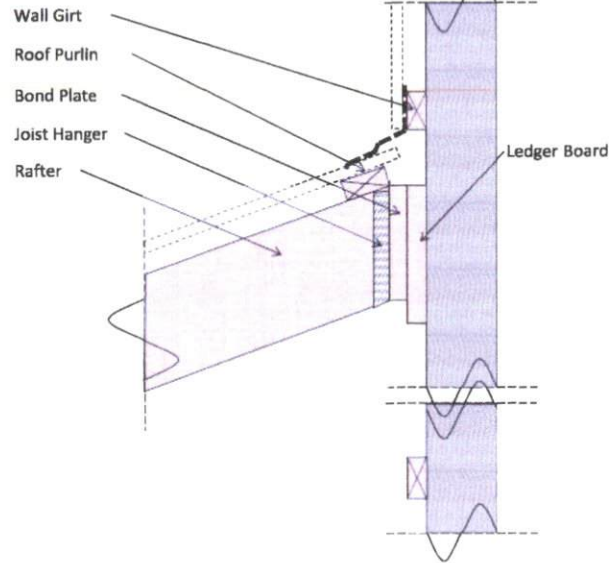 Wall Girt
Roof Purlin
Bond Plate
Joist Hanger
Rafter
Ledger Board